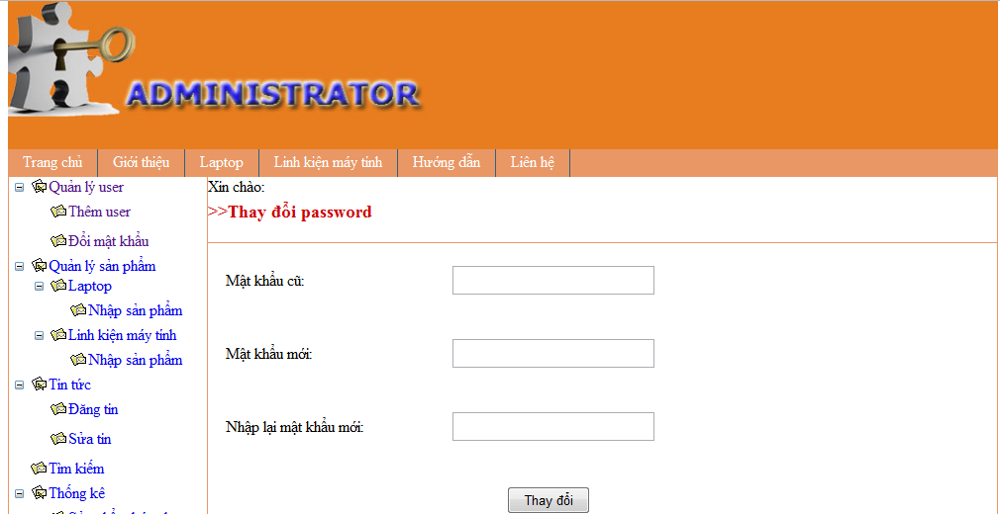 ADMINISTRATOR
Trang chủ Giới thiệu Laptop Linh kiện máy tính Hướng dẫn Liên hệ
Quản lý user
Thêm user
Đổi mật khẩu
Quản lý sản phẩm
Laptop
Nhập sản phẩm
Linh kiện máy tính
Nhập sản phẩm
Tin tức
Đăng tin
Sửa tin
Tìm kiếm
Thống kê
Xin chào:
>>Thay đổi password
Mật khẩu cũ:
Mật khẩu mới:
Nhập lại mật khẩu mới:
Thay đổi